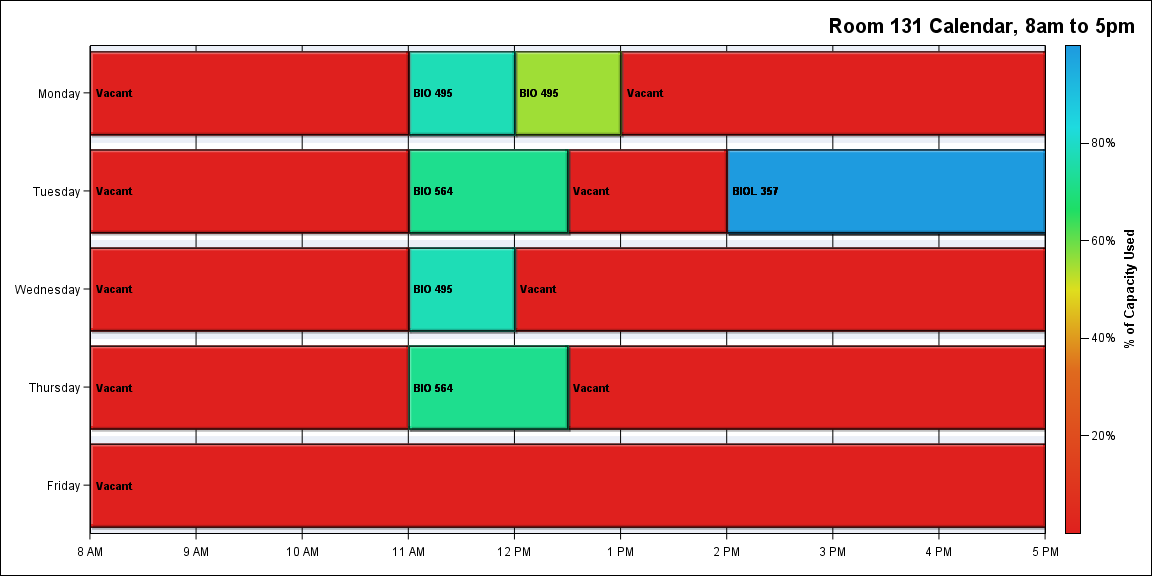 Room 131 Calendar, 8am to 5pm
Monday
Vacant
BIO 495
BIO 495
Vacant
Tuesday
Vacant
BIO 564
Vacant
BIOL 357
Wednesday
Vacant
BIO 495
Vacant
Thursday
Vacant
BIO 564
Vacant
Friday
Vacant
8 AM
9 AM
10 AM
11 AM
12 PM
1 PM
2 PM
3 PM
4 PM
5 PM
80%
60%
40%
20%
% of Capacity Used